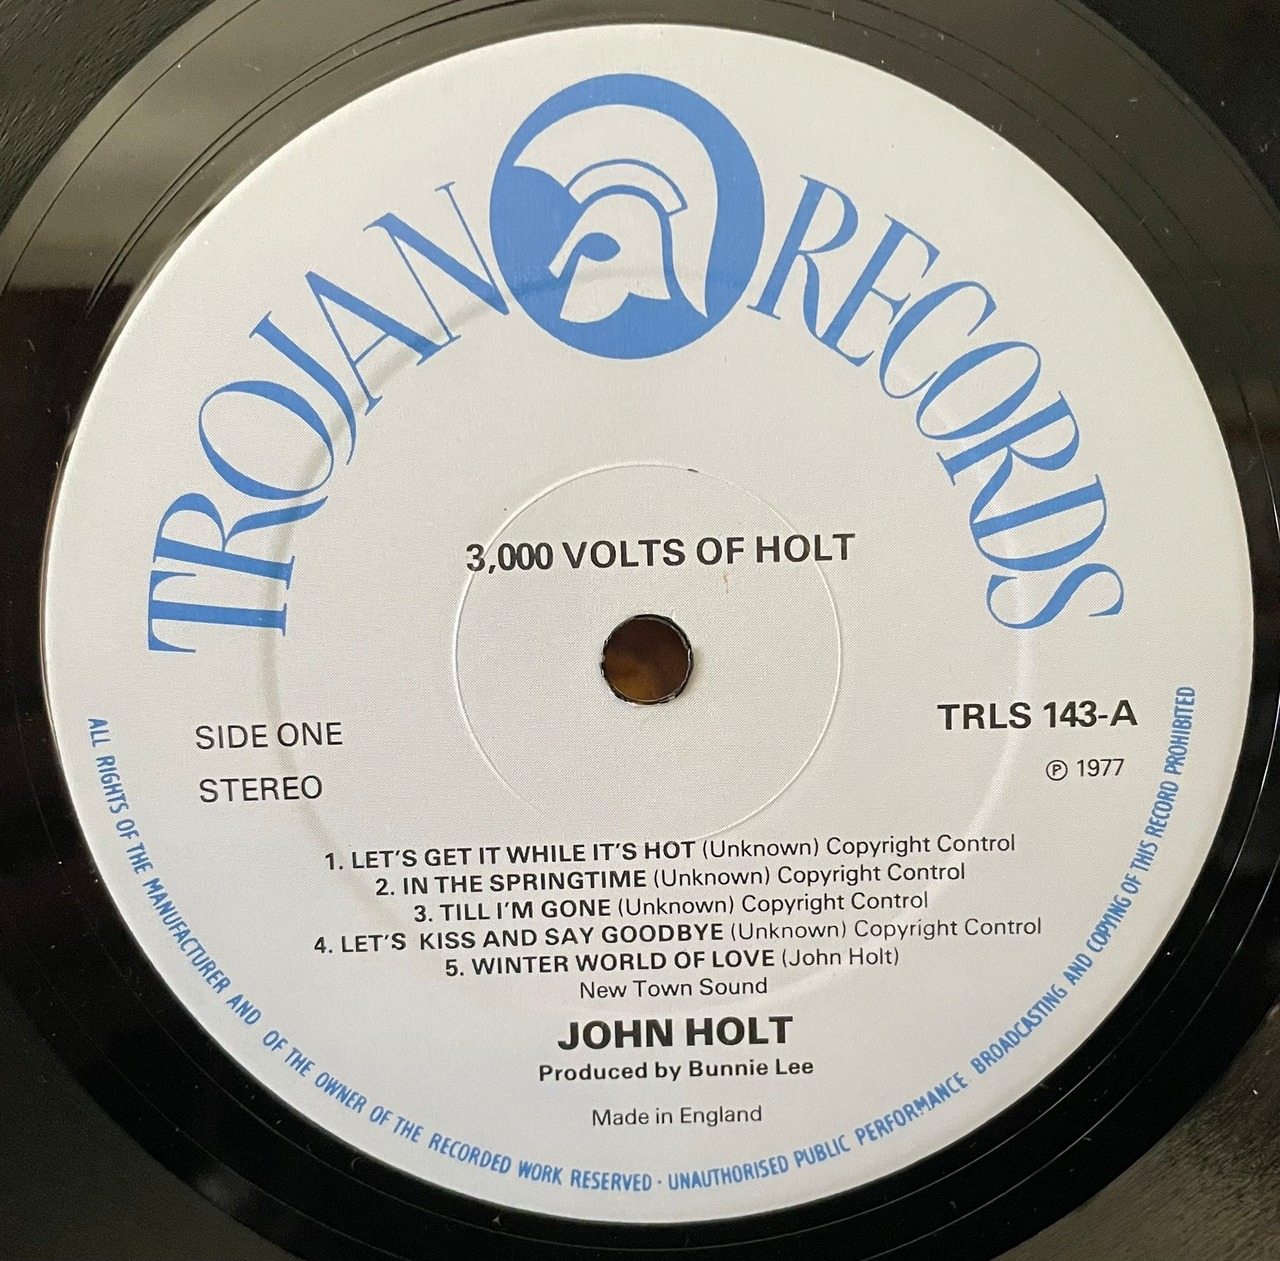 TROJAN RECORDS
3,000 VOLTS OF HOLT
SIDE ONE
STEREO
TRLS 143-A
℗ 1977
1. LET'S GET IT WHILE IT'S HOT (Unknown) Copyright Control
2. IN THE SPRINGTIME (Unknown) Copyright Control
3. TILL I'M GONE (Unknown) Copyright Control
4. LET'S KISS AND SAY GOODBYE (Unknown) Copyright Control
5. WINTER WORLD OF LOVE (John Holt)
New Town Sound
JOHN HOLT
Produced by Bunnie Lee
Made in England
ALL RIGHTS OF THE MANUFACTURER AND OF THE OWNER OF THE RECORDED WORK RESERVED · UNAUTHORISED PUBLIC PERFORMANCE BROADCASTING AND COPYING OF THIS RECORD PROHIBITED